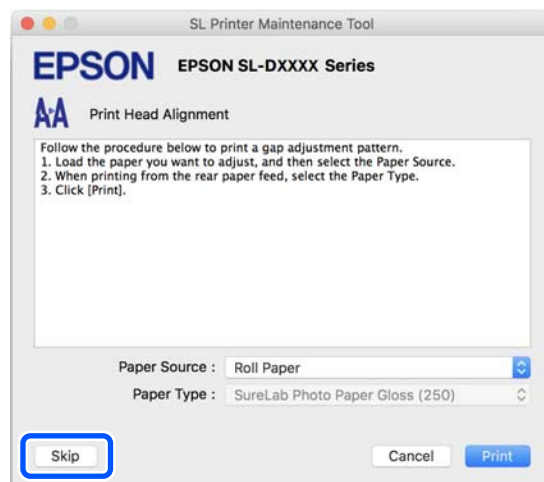 SL Printer Maintenance Tool
EPSON EPSON SL-DXXXX Series
Print Head Alignment
Follow the procedure below to print a gap adjustment pattern.
1. Load the paper you want to adjust, and then select the Paper Source.
2. When printing from the rear paper feed, select the Paper Type.
3. Click [Print].
Paper Source : Roll Paper
Paper Type : SureLab Photo Paper Gloss (250)
Skip Cancel Print